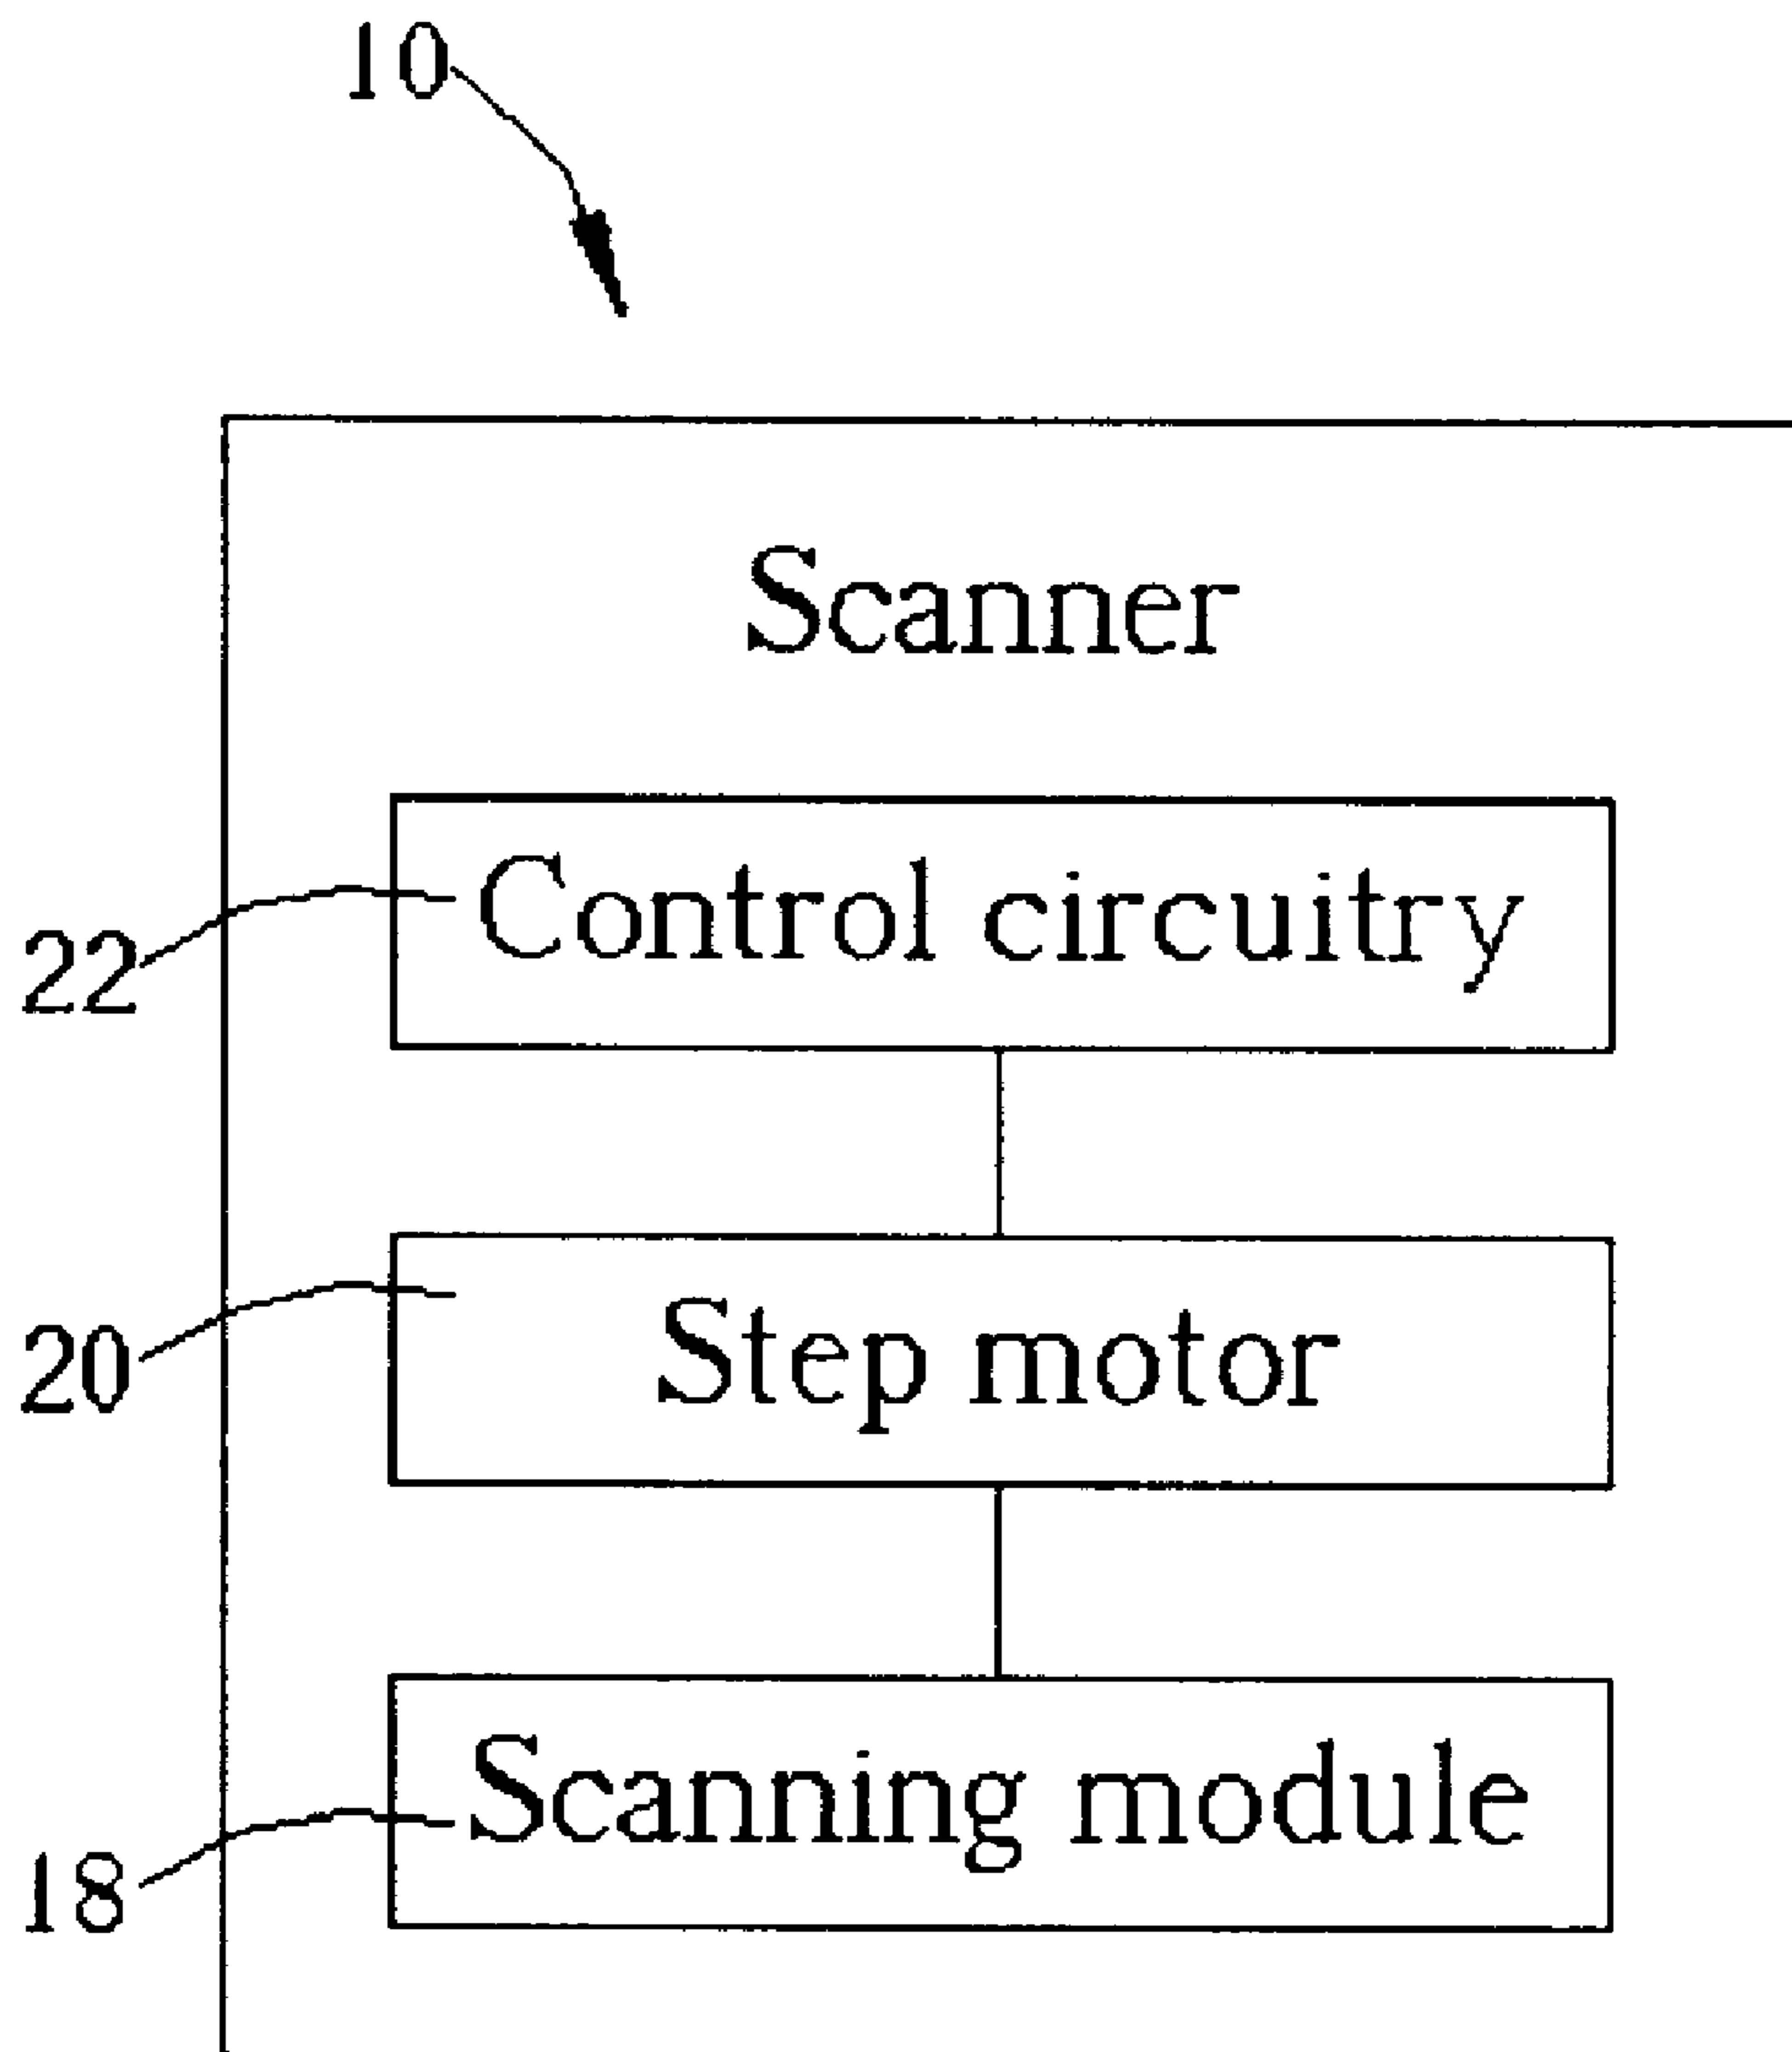 10
Scanner
Control circuitry
22
Step motor
20
Scanning module
18